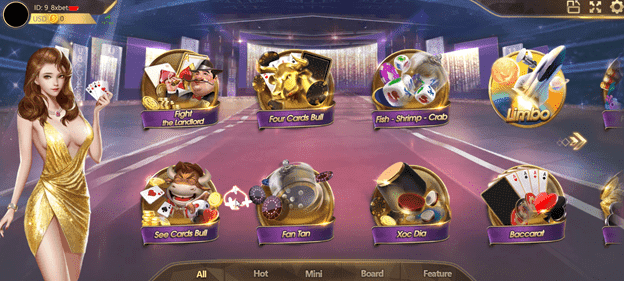 ID: 9_8xbet
USD 0
Fight
the Landlord
Four Cards Bull
Fish - Shrimp - Crab
Limbo
See Cards Bull
Fan Tan
Xoc Dia
Baccarat
All
Hot
Mini
Board
Feature